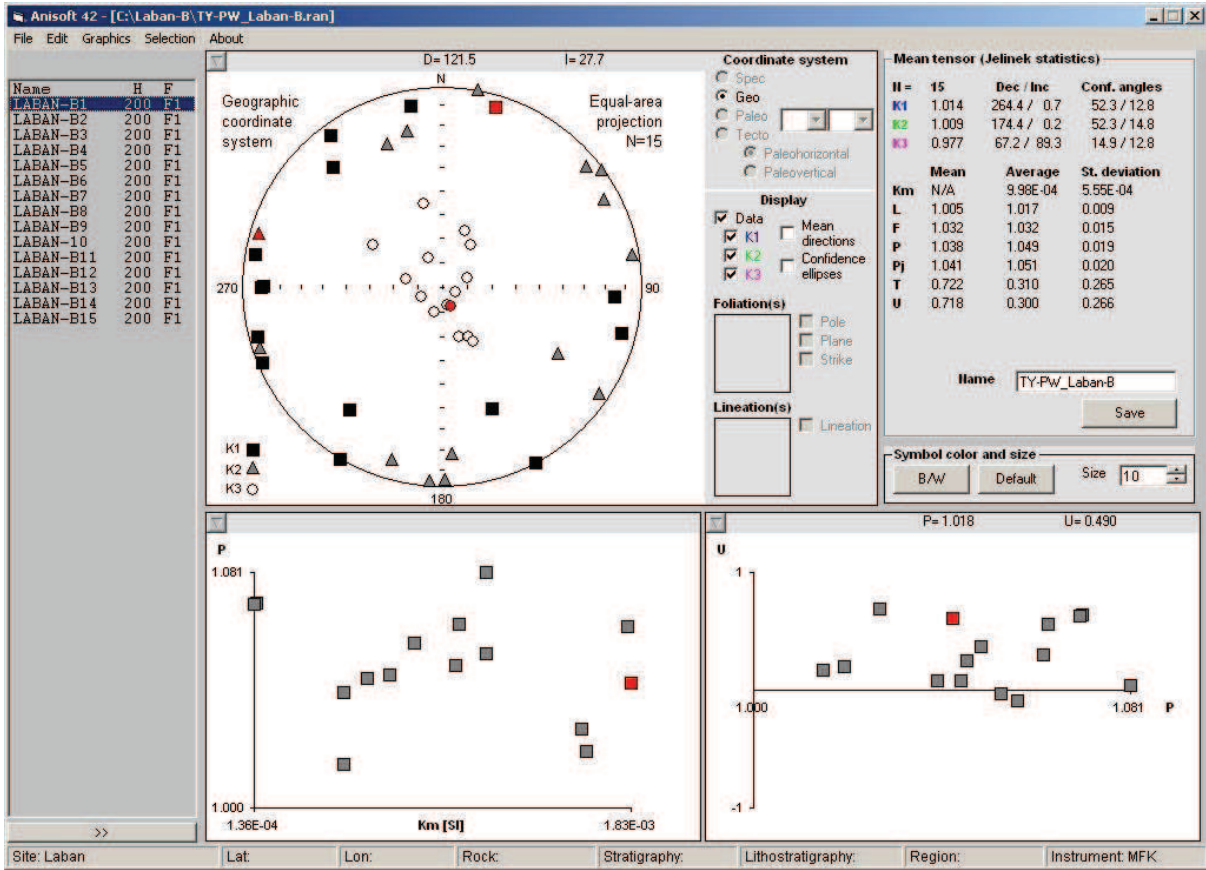 Anisoft 42 - [C:\Laban-B\TY-PW_Laban-B.ran]
File Edit Graphics Selection About
Name H F
LABAN-B1 200 F1
LABAN-B2 200 F1
LABAN-B3 200 F1
LABAN-B4 200 F1
LABAN-B5 200 F1
LABAN-B6 200 F1
LABAN-B7 200 F1
LABAN-B8 200 F1
LABAN-B9 200 F1
LABAN-10 200 F1
LABAN-B11 200 F1
LABAN-B12 200 F1
LABAN-B13 200 F1
LABAN-B14 200 F1
LABAN-B15 200 F1
>>
D= 121.5 I= 27.7
N
Geographic
coordinate
system
Equal-area
projection
N=15
270
90
180
K1
K2
K3
Coordinate system
Spec
Geo
Paleo
Tecto
Paleohorizontal
Paleovertical
Display
Data
K1
K2
K3
Mean
directions
Confidence
ellipses
Foliation(s)
Pole
Plane
Strike
Lineation(s)
Lineation
Mean tensor (Jelinek statistics)
N = 15 Dec / Inc Conf. angles
K1 1.014 264.4 / 0.7 52.3 / 12.8
K2 1.009 174.4 / 0.2 52.3 / 14.8
K3 0.977 67.2 / 89.3 14.9 / 12.8
Mean Average St. deviation
Km N/A 9.98E-04 5.55E-04
L 1.005 1.017 0.009
F 1.032 1.032 0.015
P 1.038 1.049 0.019
Pj 1.041 1.051 0.020
T 0.722 0.310 0.265
U 0.718 0.300 0.266
Name TY-PW_Laban-B
Save
Symbol color and size
B/W Default Size 10
P
1.081
1.000
1.36E-04 Km [SI] 1.83E-03
P= 1.018 U= 0.490
U
1
1.000 1.081 P
-1
Site: Laban Lat: Lon: Rock: Stratigraphy: Lithostratigraphy: Region: Instrument: MFK